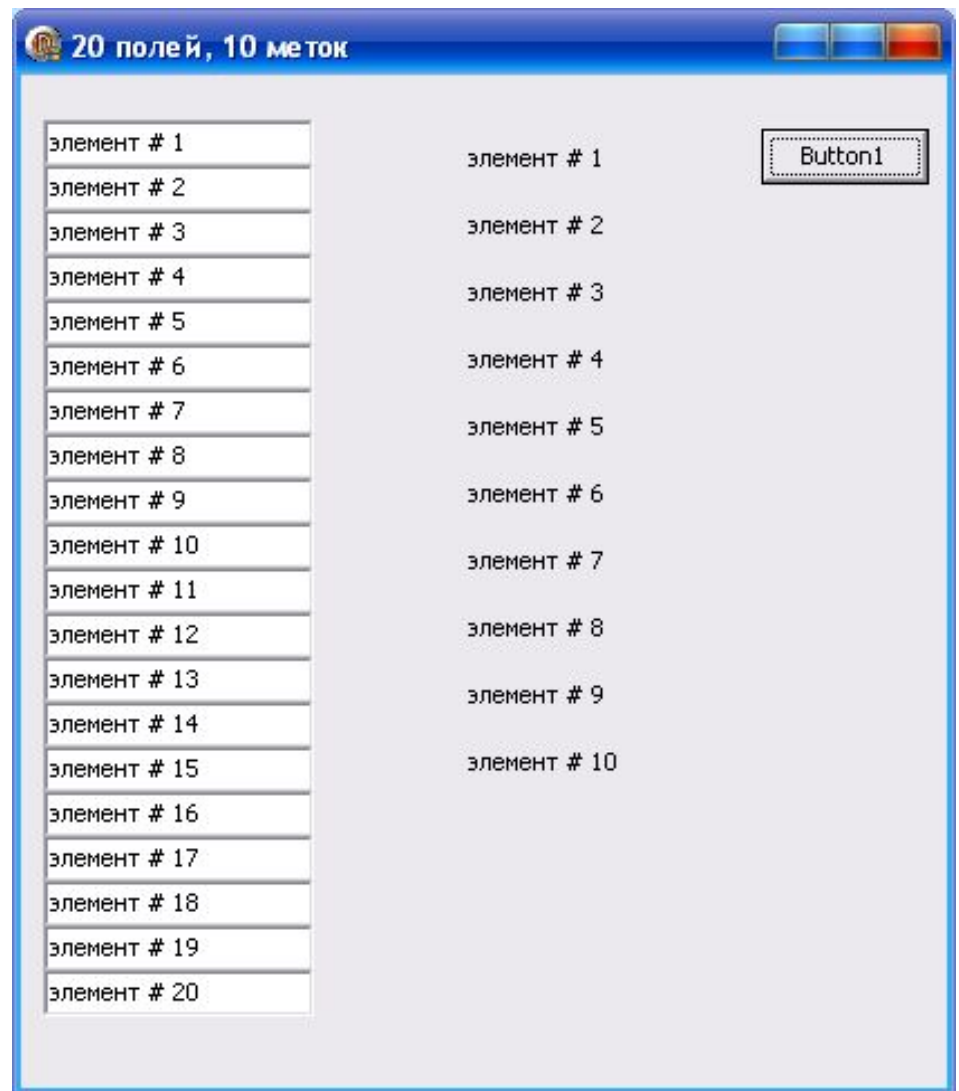 20 полей, 10 меток
элемент # 1
элемент # 2
элемент # 3
элемент # 4
элемент # 5
элемент # 6
элемент # 7
элемент # 8
элемент # 9
элемент # 10
элемент # 11
элемент # 12
элемент # 13
элемент # 14
элемент # 15
элемент # 16
элемент # 17
элемент # 18
элемент # 19
элемент # 20
элемент # 1
элемент # 2
элемент # 3
элемент # 4
элемент # 5
элемент # 6
элемент # 7
элемент # 8
элемент # 9
элемент # 10
Button1